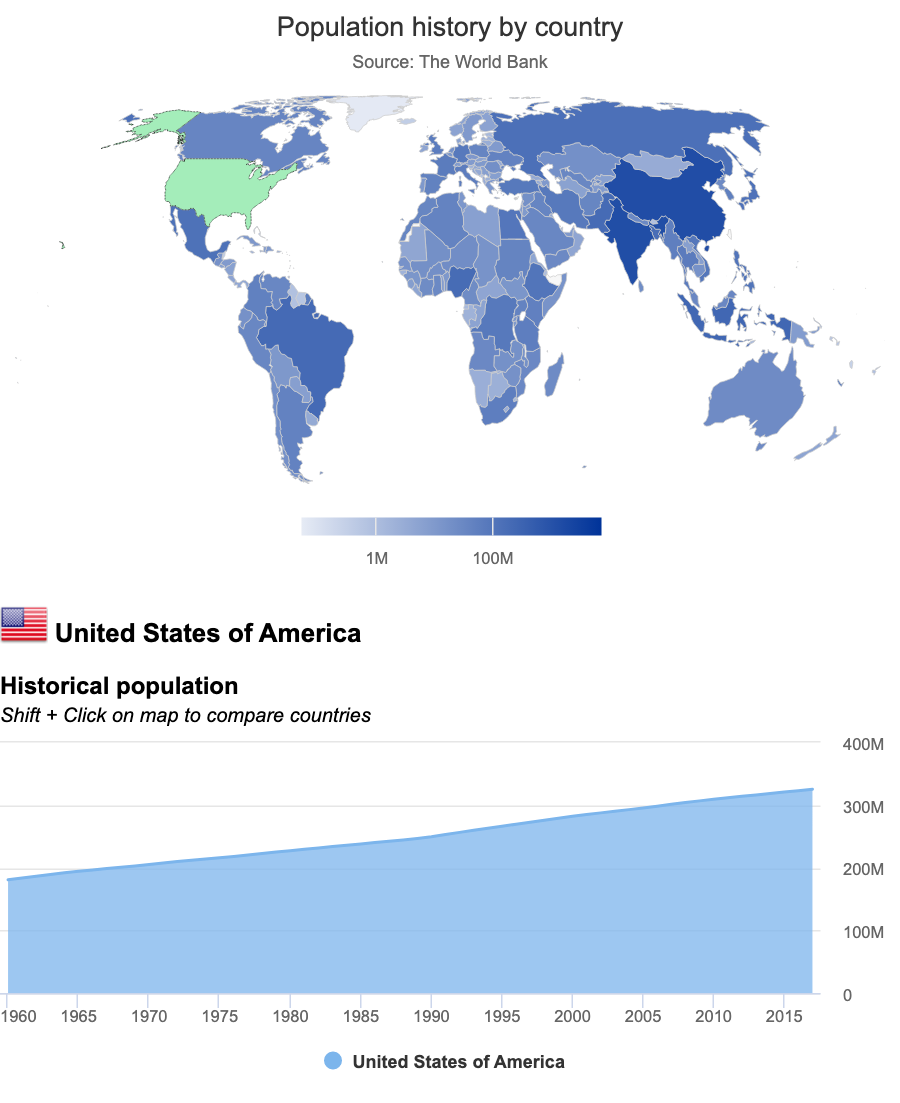 Population history by country
Source: The World Bank
1M 100M
United States of America
Historical population
Shift + Click on map to compare countries
400M
300M
200M
100M
0
1960 1965 1970 1975 1980 1985 1990 1995 2000 2005 2010 2015
United States of America